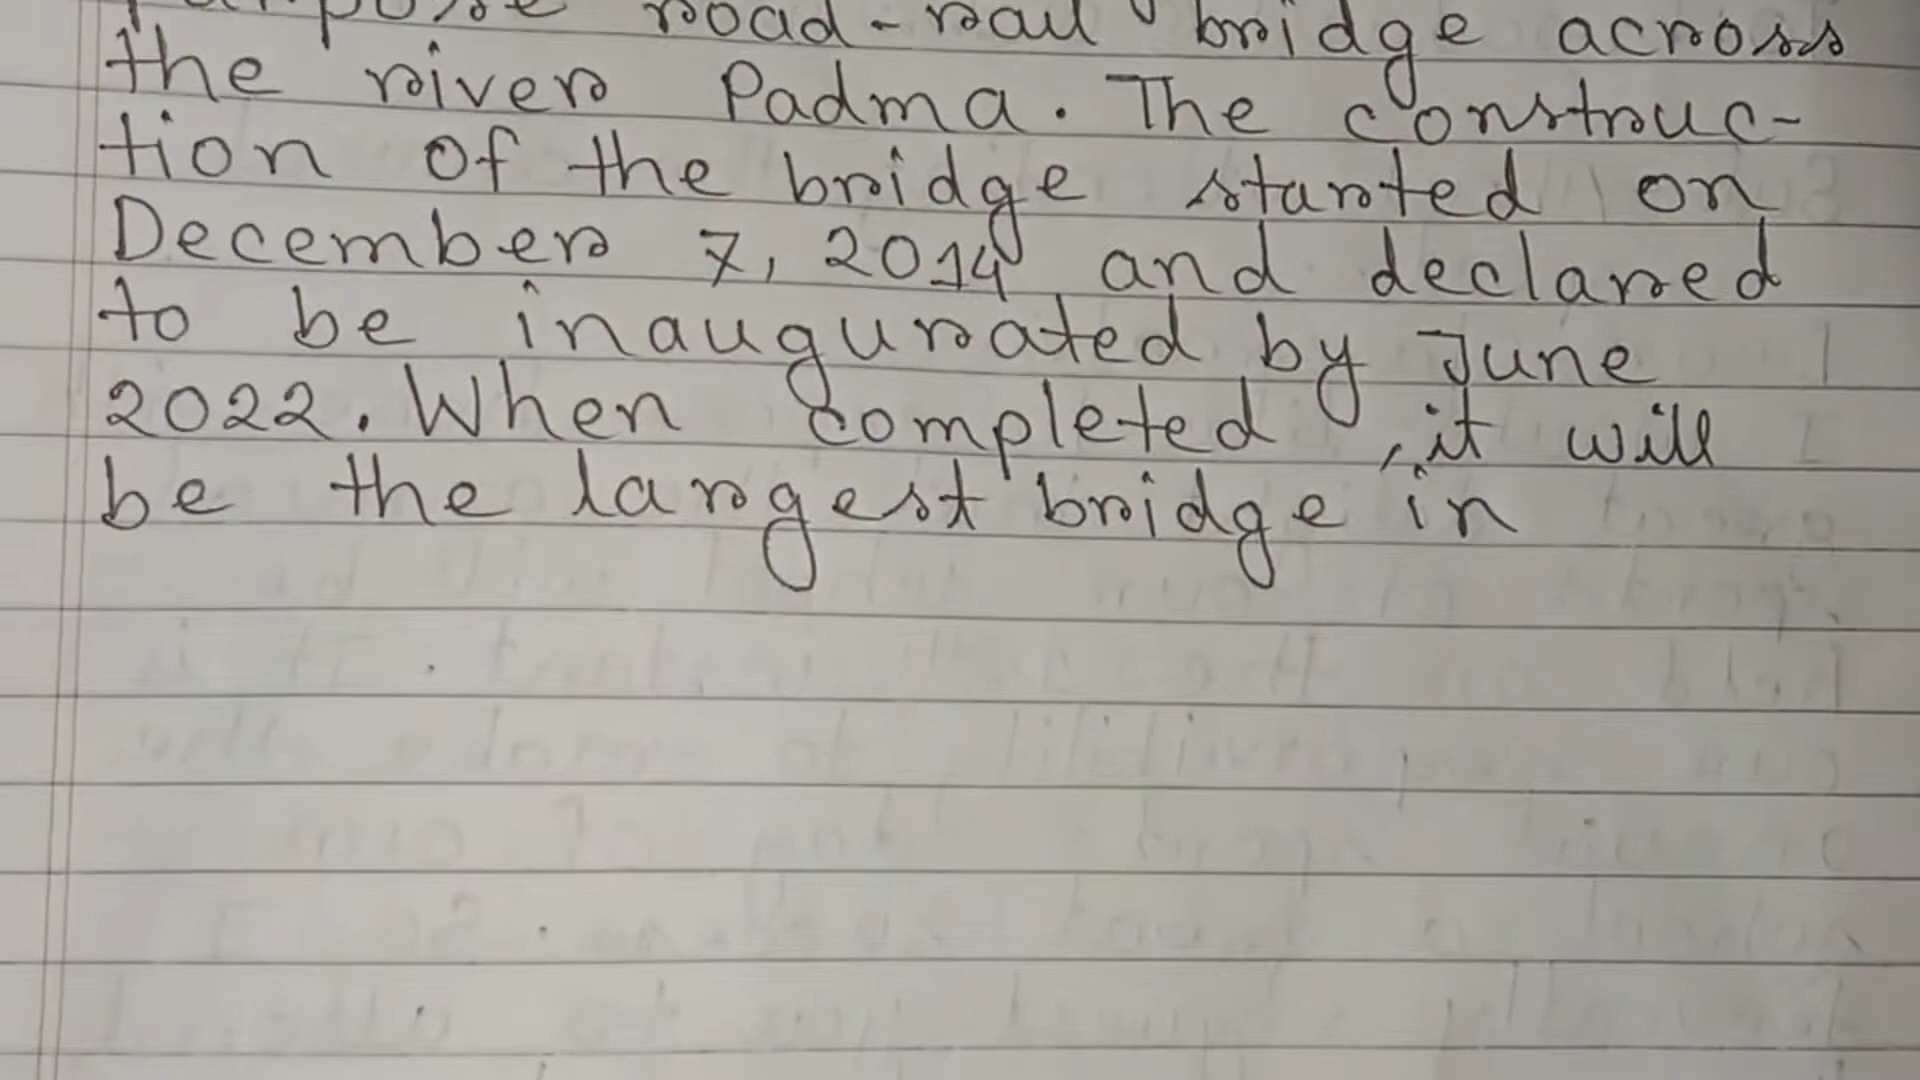 purpose road-rail bridge across
the river Padma. The construc-
tion of the bridge started on
December 7, 2014 and declared
to be inaugurated by June
2022. When completed, it will
be the largest bridge in